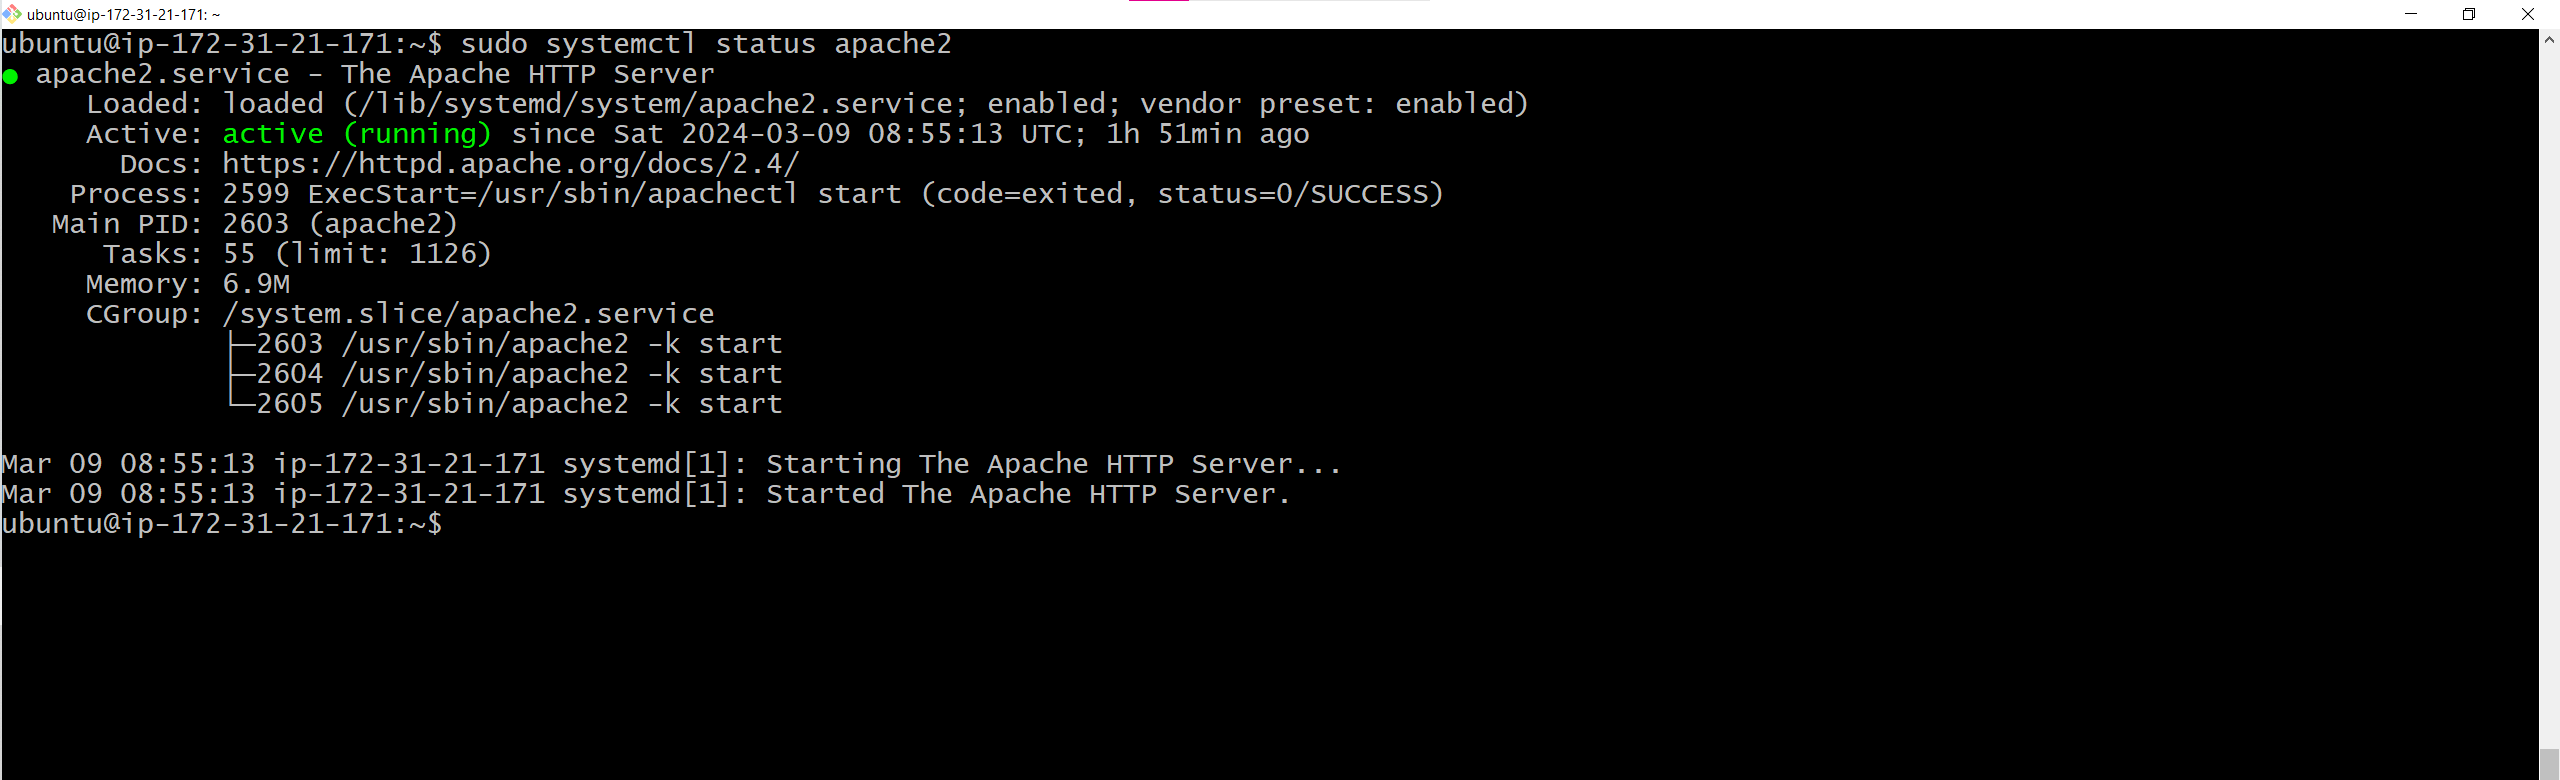 ubuntu@ip-172-31-21-171: ~
ubuntu@ip-172-31-21-171:~$ sudo systemctl status apache2
● apache2.service - The Apache HTTP Server
     Loaded: loaded (/lib/systemd/system/apache2.service; enabled; vendor preset: enabled)
     Active: active (running) since Sat 2024-03-09 08:55:13 UTC; 1h 51min ago
       Docs: https://httpd.apache.org/docs/2.4/
    Process: 2599 ExecStart=/usr/sbin/apachectl start (code=exited, status=0/SUCCESS)
   Main PID: 2603 (apache2)
      Tasks: 55 (limit: 1126)
     Memory: 6.9M
     CGroup: /system.slice/apache2.service
             ├─2603 /usr/sbin/apache2 -k start
             ├─2604 /usr/sbin/apache2 -k start
             └─2605 /usr/sbin/apache2 -k start
Mar 09 08:55:13 ip-172-31-21-171 systemd[1]: Starting The Apache HTTP Server...
Mar 09 08:55:13 ip-172-31-21-171 systemd[1]: Started The Apache HTTP Server.
ubuntu@ip-172-31-21-171:~$